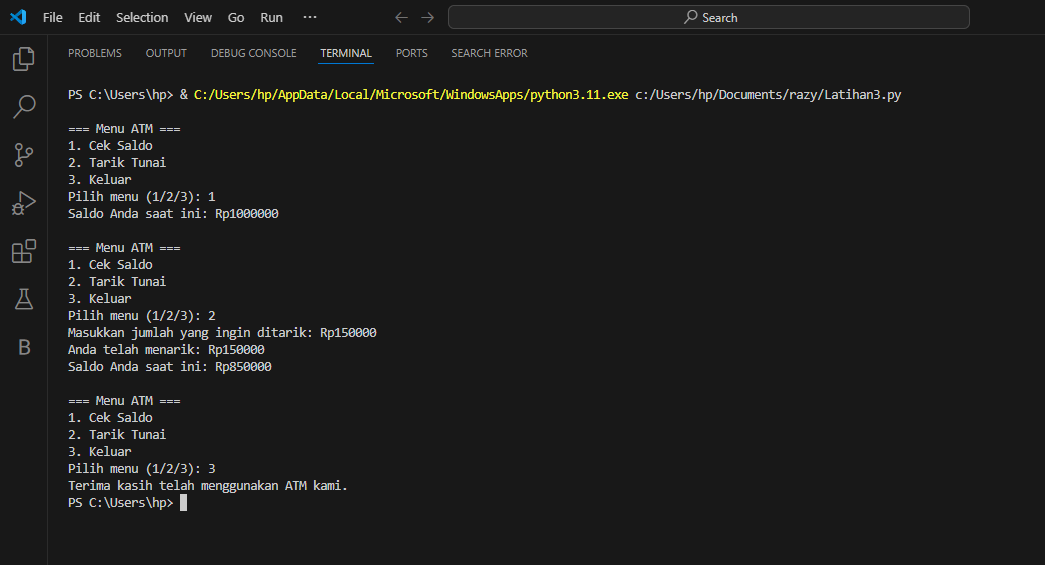 File Edit Selection View Go Run ··· Search
PROBLEMS OUTPUT DEBUG CONSOLE TERMINAL PORTS SEARCH ERROR
PS C:\Users\hp> & C:/Users/hp/AppData/Local/Microsoft/WindowsApps/python3.11.exe c:/Users/hp/Documents/razy/Latihan3.py
=== Menu ATM ===
1. Cek Saldo
2. Tarik Tunai
3. Keluar
Pilih menu (1/2/3): 1
Saldo Anda saat ini: Rp1000000
=== Menu ATM ===
1. Cek Saldo
2. Tarik Tunai
3. Keluar
Pilih menu (1/2/3): 2
Masukkan jumlah yang ingin ditarik: Rp150000
Anda telah menarik: Rp150000
Saldo Anda saat ini: Rp850000
=== Menu ATM ===
1. Cek Saldo
2. Tarik Tunai
3. Keluar
Pilih menu (1/2/3): 3
Terima kasih telah menggunakan ATM kami.
PS C:\Users\hp>
B